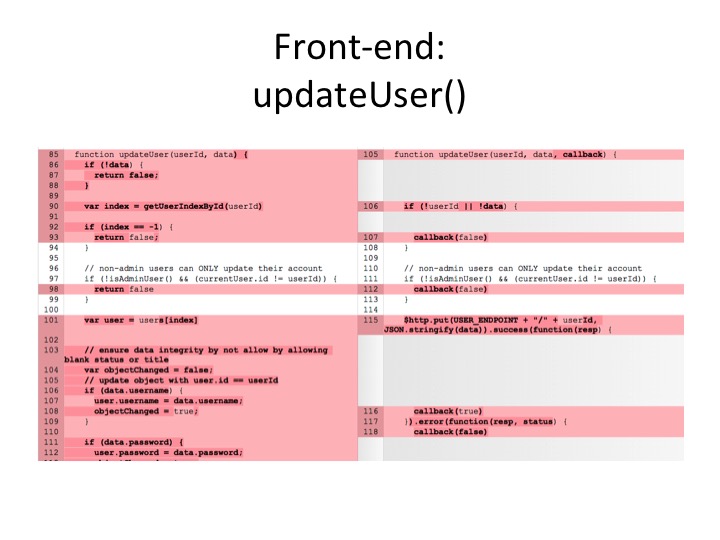 Front-end:
updateUser()
85 function updateUser(userId, data) {
86 if (!data) {
87 return false;
88 }
89
90 var index = getUserIndexById(userId)
91
92 if (index == -1) {
93 return false;
94 }
95
96 // non-admin users can ONLY update their account
97 if (!isAdminUser() && (currentUser.id != userId)) {
98 return false
99 }
100
101 var user = users[index]
102
103 // ensure data integrity by not allow by allowing
blank status or title
104 var objectChanged = false;
105 // update object with user.id == userId
106 if (data.username) {
107 user.username = data.username;
108 objectChanged = true;
109 }
110
111 if (data.password) {
112 user.password = data.password;
105 function updateUser(userId, data, callback) {
106 if (!userId || !data) {
107 callback(false)
108 }
109
110 // non-admin users can ONLY update their account
111 if (!isAdminUser() && (currentUser.id != userId)) {
112 callback(false)
113 }
114
115 $http.put(USER_ENDPOINT + "/" + userId,
JSON.stringify(data)).success(function(resp) {
116 callback(true)
117 }).error(function(resp, status) {
118 callback(false)